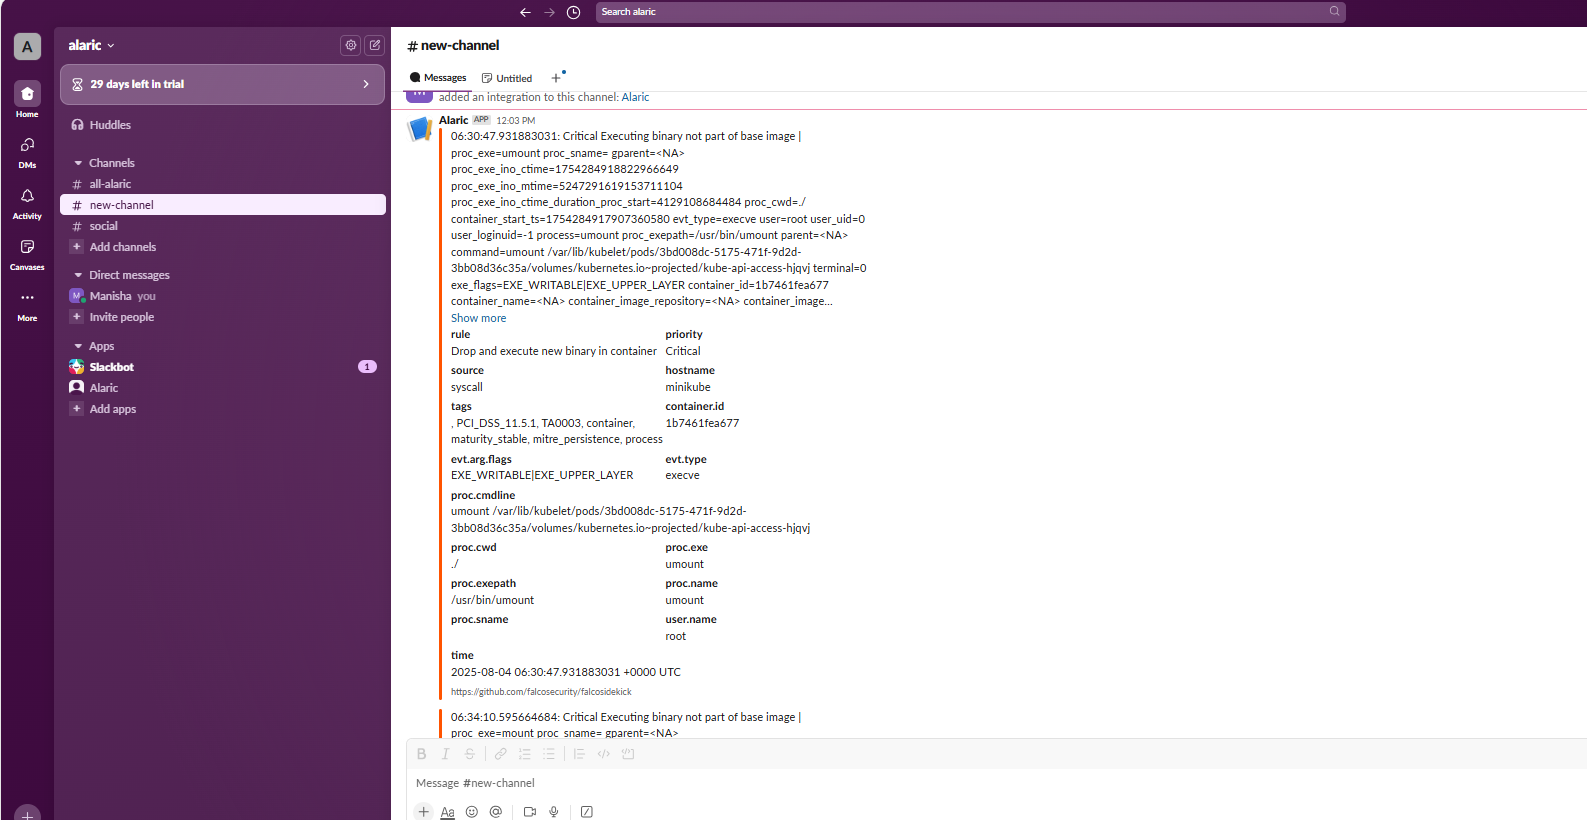 Search alaric
A
alaric
29 days left in trial
Home
Huddles
DMs
Channels
# all-alaric
# new-channel
# social
+ Add channels
Activity
Canvases
More
Direct messages
M Manisha you
+ Invite people
Apps
Slackbot 1
Alaric
+ Add apps
# new-channel
Messages Untitled +
added an integration to this channel: Alaric
Alaric APP 12:03 PM
06:30:47.931883031: Critical Executing binary not part of base image |
proc_exe=umount proc_sname= gparent=<NA>
proc_exe_ino_ctime=1754284918822966649
proc_exe_ino_mtime=5247291619153711104
proc_exe_ino_ctime_duration_proc_start=4129108684484 proc_cwd=./
container_start_ts=1754284917907360580 evt_type=execve user=root user_uid=0
user_loginuid=-1 process=umount proc_exepath=/usr/bin/umount parent=<NA>
command=umount /var/lib/kubelet/pods/3bd008dc-5175-471f-9d2d-
3bb08d36c35a/volumes/kubernetes.io~projected/kube-api-access-hjqvj terminal=0
exe_flags=EXE_WRITABLE|EXE_UPPER_LAYER container_id=1b7461fea677
container_name=<NA> container_image_repository=<NA> container_image...
Show more
rule priority
Drop and execute new binary in container Critical
source hostname
syscall minikube
tags container.id
, PCI_DSS_11.5.1, TA0003, container, 1b7461fea677
maturity_stable, mitre_persistence, process
evt.arg.flags evt.type
EXE_WRITABLE|EXE_UPPER_LAYER execve
proc.cmdline
umount /var/lib/kubelet/pods/3bd008dc-5175-471f-9d2d-
3bb08d36c35a/volumes/kubernetes.io~projected/kube-api-access-hjqvj
proc.cwd proc.exe
./ umount
proc.exepath proc.name
/usr/bin/umount umount
proc.sname user.name
root
time
2025-08-04 06:30:47.931883031 +0000 UTC
https://github.com/falcosecurity/falcosidekick
06:34:10.595664684: Critical Executing binary not part of base image |
proc_exe=mount proc_sname= gparent=<NA>
B I S
Message #new-channel
+ Aa @